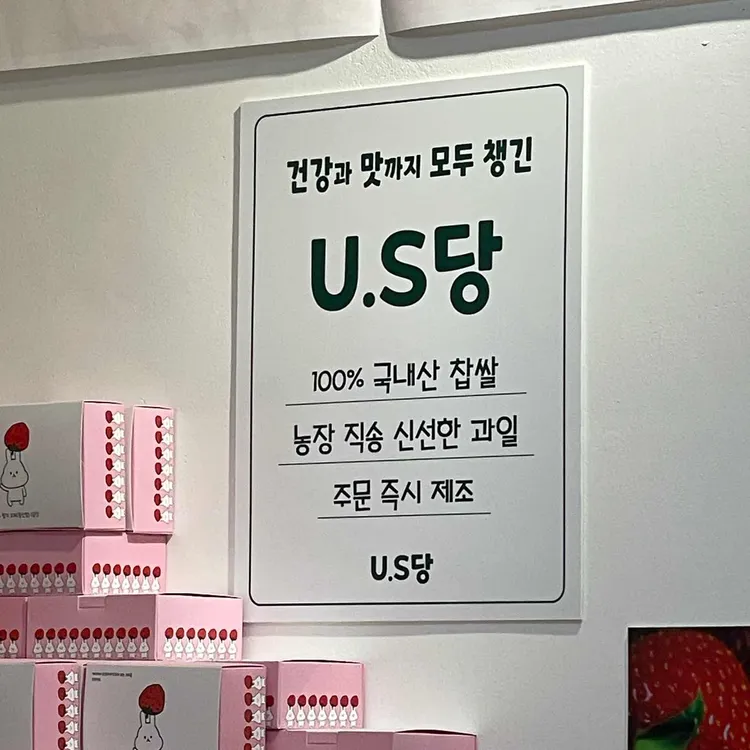 건강과 맛까지 모두 챙긴
U.S당
100% 국내산 찹쌀
농장 직송 신선한 과일
주문 즉시 제조
U.S당